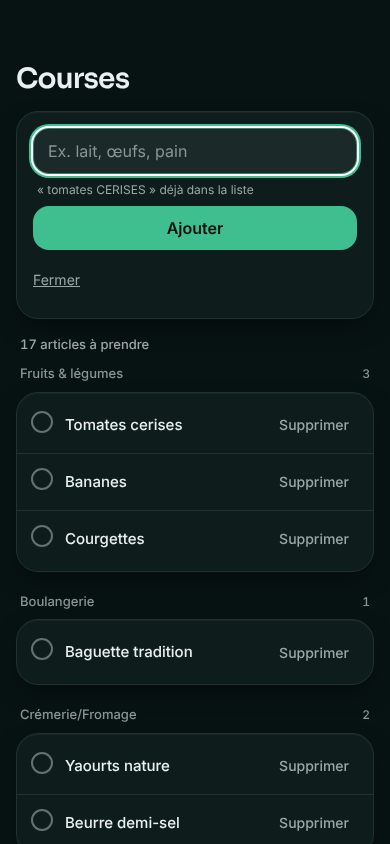 Courses
Ex. lait, œufs, pain
« tomates CERISES » déjà dans la liste
Ajouter
Fermer
17 articles à prendre
Fruits & légumes 3
Tomates cerises Supprimer
Bananes Supprimer
Courgettes Supprimer
Boulangerie 1
Baguette tradition Supprimer
Crémerie/Fromage 2
Yaourts nature Supprimer
Beurre demi-sel Supprimer